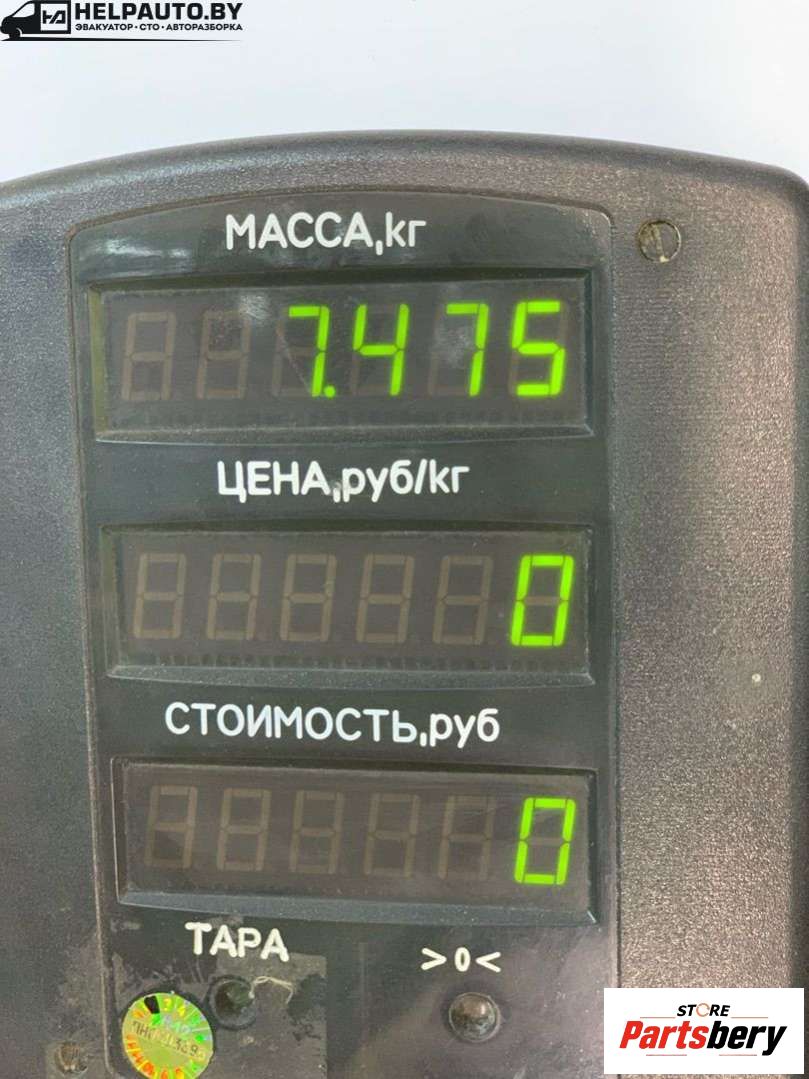 HELPAUTO.BY
ЭВАКУАТОР • СТО • АВТОРАЗБОРКА
МАССА,кг
7.475
ЦЕНА,руб/кг
0
СТОИМОСТЬ,руб
0
ТАРА
>0<
STORE
Partsbery